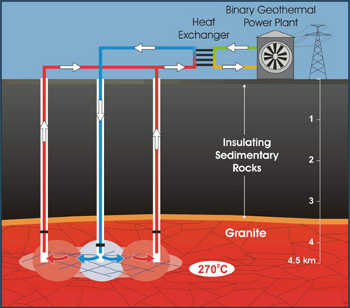 Binary Geothermal
Power Plant
Heat
Exchanger
1
Insulating
Sedimentary
Rocks
2
3
Granite
4
270°C
4.5 km